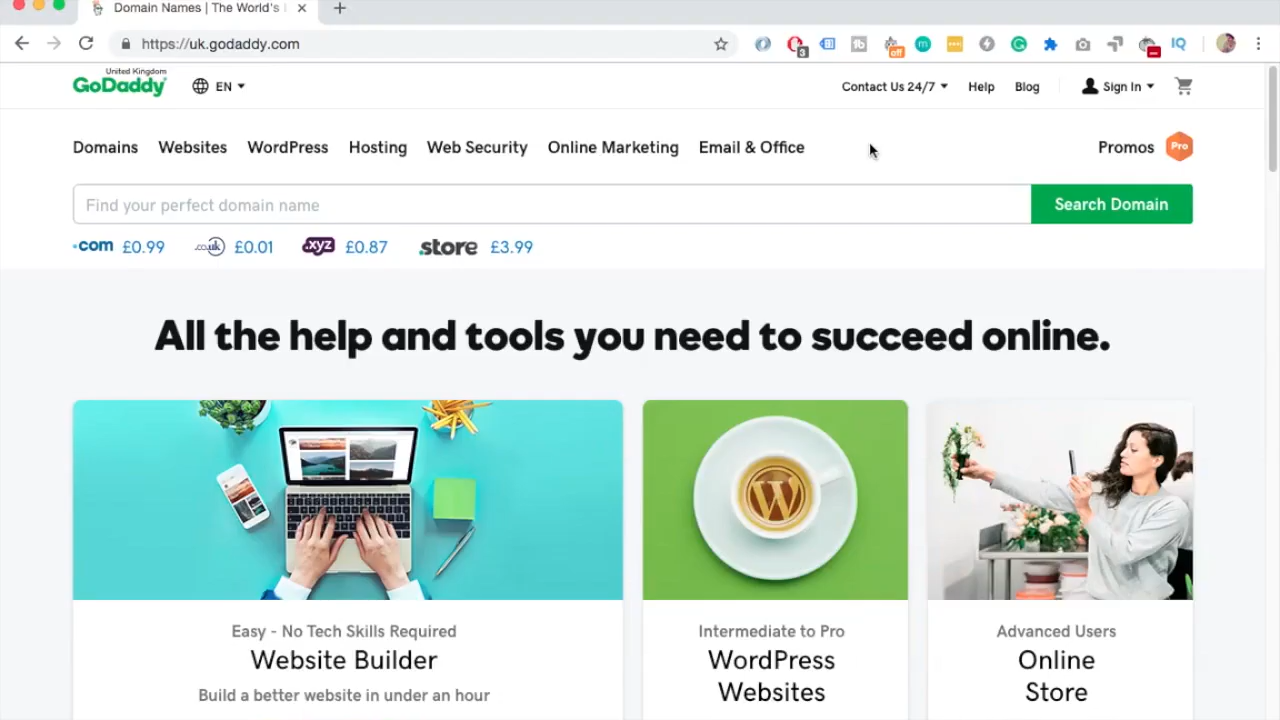 Domain Names | The World's
https://uk.godaddy.com
3
off
m
IQ
United Kingdom
GoDaddy
EN
Contact Us 24/7
Help
Blog
Sign In
Domains
Websites
WordPress
Hosting
Web Security
Online Marketing
Email & Office
Promos
Pro
Find your perfect domain name
Search Domain
.com £0.99
.co.uk £0.01
.xyz £0.87
.store £3.99
All the help and tools you need to succeed online.
Easy - No Tech Skills Required
Website Builder
Build a better website in under an hour
W
Intermediate to Pro
WordPress
Websites
Advanced Users
Online
Store